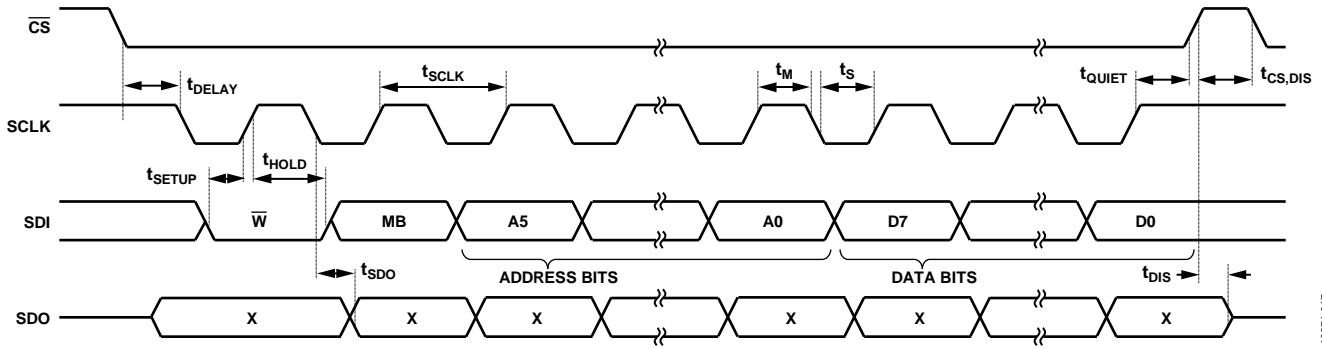 CS
tDELAY
tSCLK
tM
tS
tQUIET
tCS,DIS
SCLK
tSETUP
tHOLD
SDI
W
MB
A5
A0
D7
D0
tSDO
ADDRESS BITS
DATA BITS
tDIS
SDO
X
X
X
X
X
X